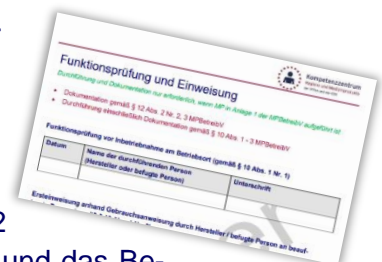 Kompetenzzentrum
Funktionsprüfung und Einweisung
Durchführung und Dokumentation nur erforderlich, wenn MP in Anlage 1 der MPBetreibV aufgeführt ist
• Dokumentation gemäß § 12 Abs. 2 Nr. 2, 3 MPBetreibV
• Durchführung einschließlich Dokumentation gemäß § 10 Abs. 1 - 3 MPBetreibV
Funktionsprüfung vor Inbetriebnahme am Betriebsort (gemäß § 10 Abs. 1 Nr. 1)
Datum
Name der durchführenden Person
(Hersteller oder befugte Person)
Unterschrift
Ersteinweisung anhand Gebrauchsanweisung durch Hersteller / befugte Person an beauf-
2
und das Be-